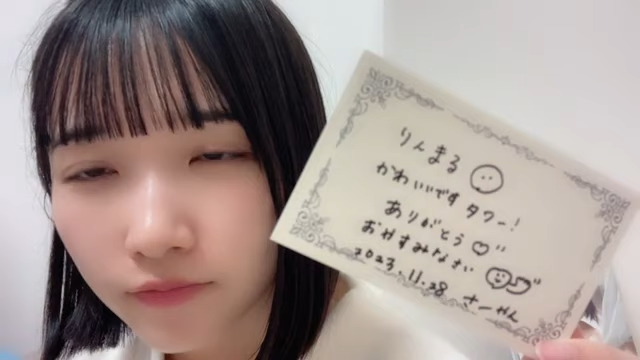 りんまる
かわいいですタワー!
ありがとう♡
おやすみなさい
2023.11.28 さーやん